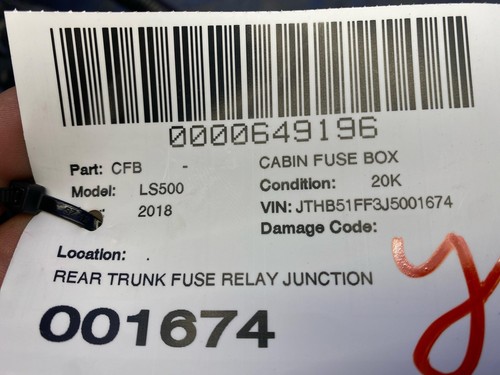 0000649196
Part: CFB - CABIN FUSE BOX
Model: LS500 Condition: 20K
2018 VIN: JTHB51FF3J5001674
Damage Code:
Location: .
REAR TRUNK FUSE RELAY JUNCTION
001674
y